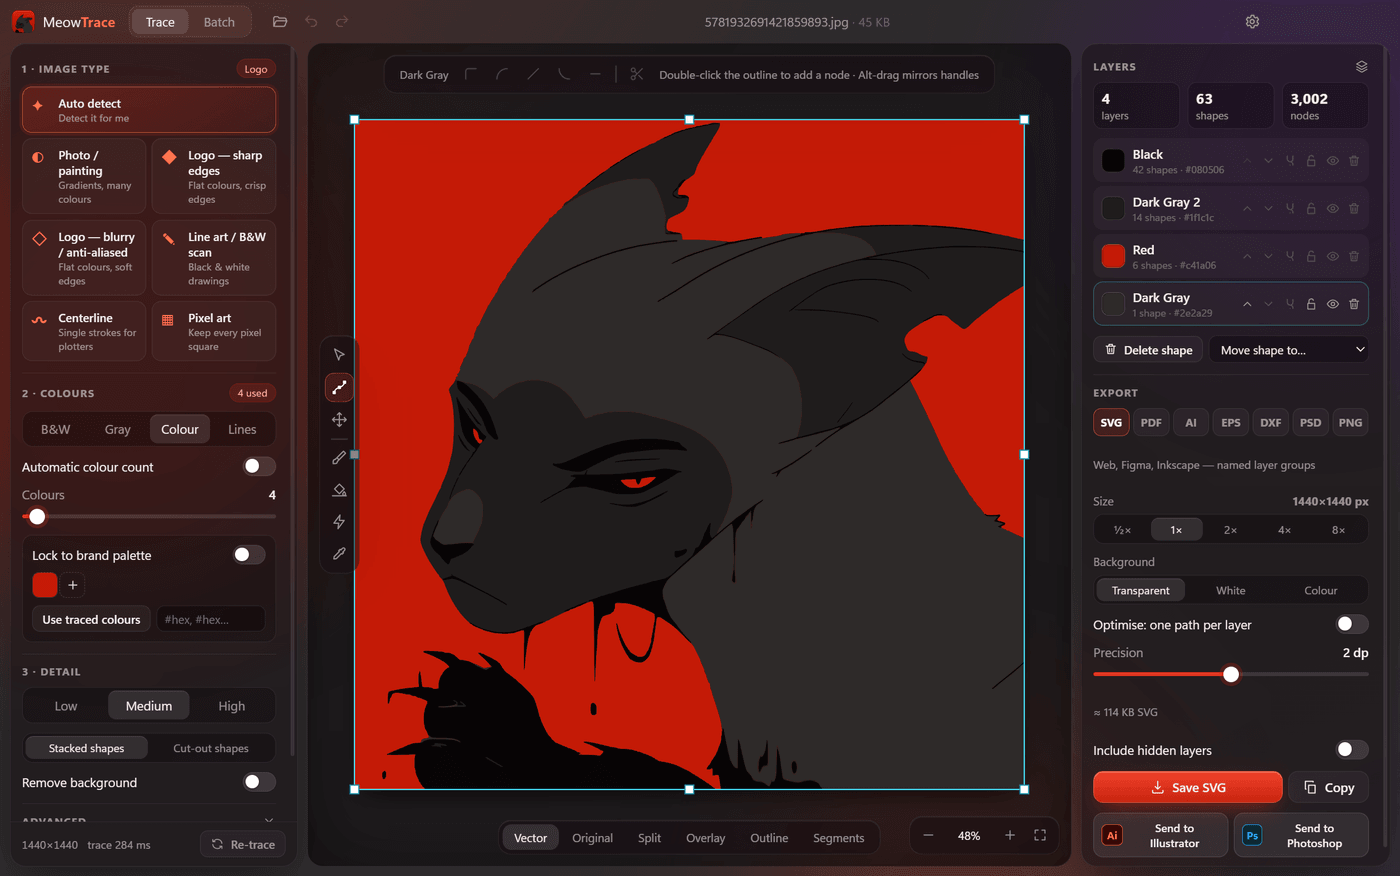 MeowTrace
Trace
Batch
5781932691421859893.jpg · 45 KB
1 · IMAGE TYPE
Logo
Auto detect
Detect it for me
Photo /
painting
Gradients, many
colours
Logo — sharp
edges
Flat colours, crisp
edges
Logo — blurry
/ anti-aliased
Flat colours, soft
edges
Line art / B&W
scan
Black & white
drawings
Centerline
Single strokes for
plotters
Pixel art
Keep every pixel
square
2 · COLOURS
4 used
B&W
Gray
Colour
Lines
Automatic colour count
Colours
4
Lock to brand palette
+
Use traced colours
#hex, #hex...
3 · DETAIL
Low
Medium
High
Stacked shapes
Cut-out shapes
Remove background
ADVANCED
1440×1440
trace 284 ms
Re-trace
Dark Gray
Double-click the outline to add a node · Alt-drag mirrors handles
Vector
Original
Split
Overlay
Outline
Segments
48%
LAYERS
4
layers
63
shapes
3,002
nodes
Black
42 shapes · #080506
Dark Gray 2
14 shapes · #1f1c1c
Red
6 shapes · #c41a06
Dark Gray
1 shape · #2e2a29
Delete shape
Move shape to...
EXPORT
SVG
PDF
AI
EPS
DXF
PSD
PNG
Web, Figma, Inkscape — named layer groups
Size
1440×1440 px
½×
1×
2×
4×
8×
Background
Transparent
White
Colour
Optimise: one path per layer
Precision
2 dp
≈ 114 KB SVG
Include hidden layers
Save SVG
Copy
Ai
Send to
Illustrator
Ps
Send to
Photoshop